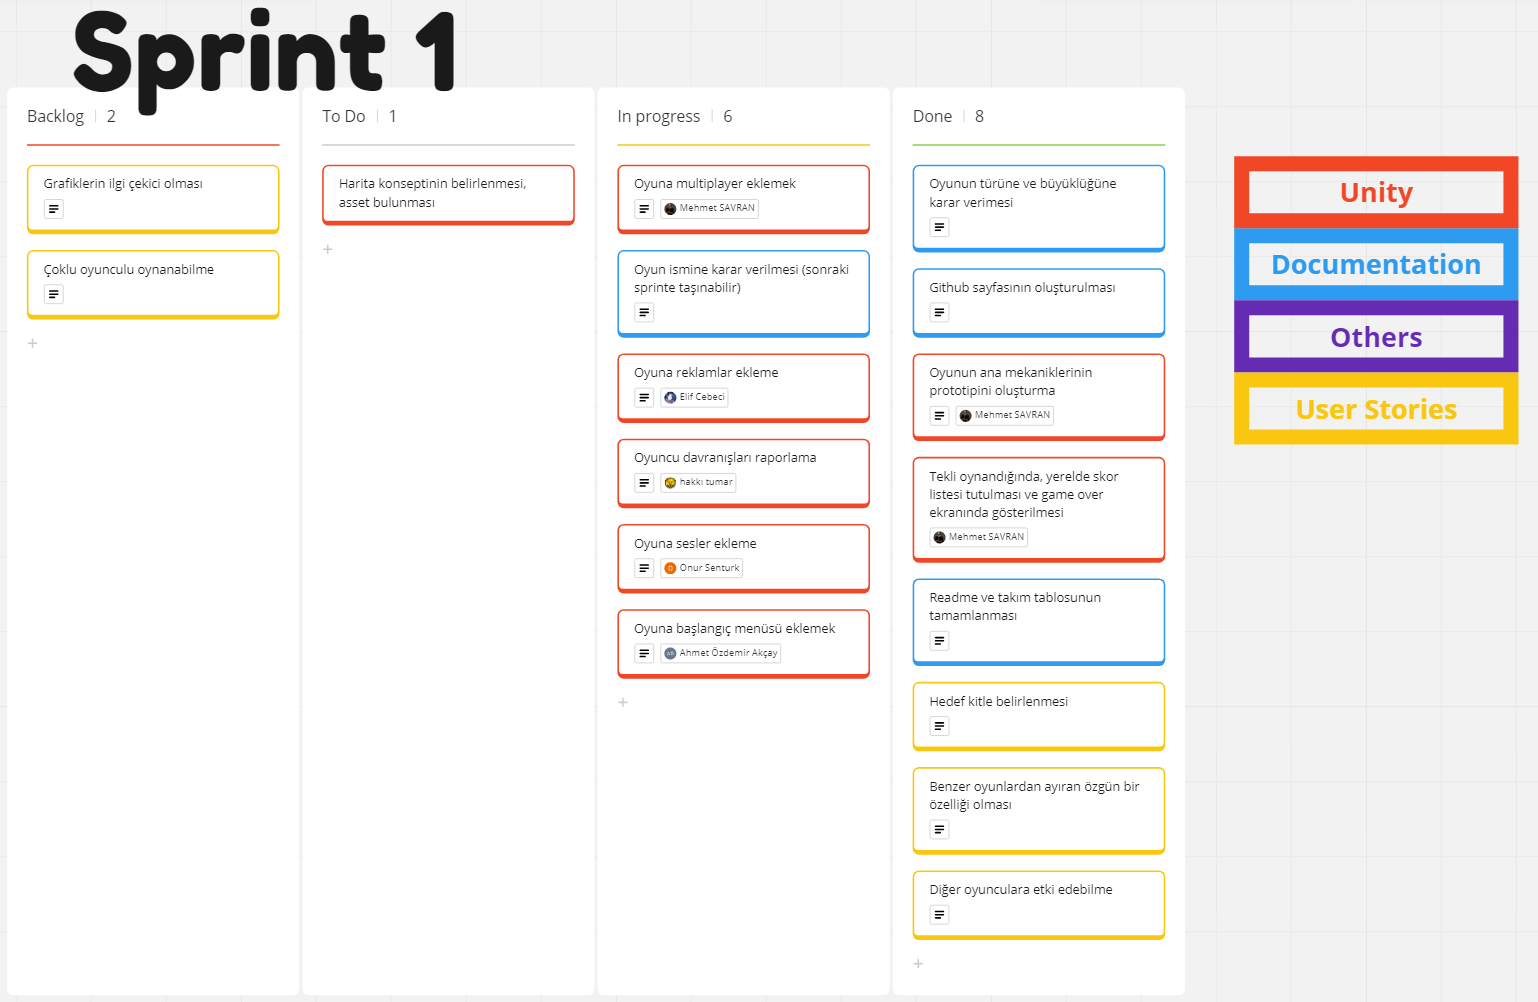 Sprint 1
Backlog | 2
Grafiklerin ilgi çekici olması
Çoklu oyunculu oynanabilme
+
To Do | 1
Harita konseptinin belirlenmesi,
asset bulunması
+
In progress | 6
Oyuna multiplayer eklemek
Mehmet SAVRAN
Oyun ismine karar verilmesi (sonraki
sprinte taşınabilir)
Oyuna reklamlar ekleme
Elif Cebeci
Oyuncu davranışları raporlama
hakkı tumar
Oyuna sesler ekleme
Onur Senturk
Oyuna başlangıç menüsü eklemek
Ahmet Özdemir Akçay
+
Done | 8
Oyunun türüne ve büyüklüğüne
karar verimesi
Github sayfasının oluşturulması
Oyunun ana mekaniklerinin
prototipini oluşturma
Mehmet SAVRAN
Tekli oynandığında, yerelde skor
listesi tutulması ve game over
ekranında gösterilmesi
Mehmet SAVRAN
Readme ve takım tablosunun
tamamlanması
Hedef kitle belirlenmesi
Benzer oyunlardan ayıran özgün bir
özelliği olması
Diğer oyunculara etki edebilme
+
Unity
Documentation
Others
User Stories